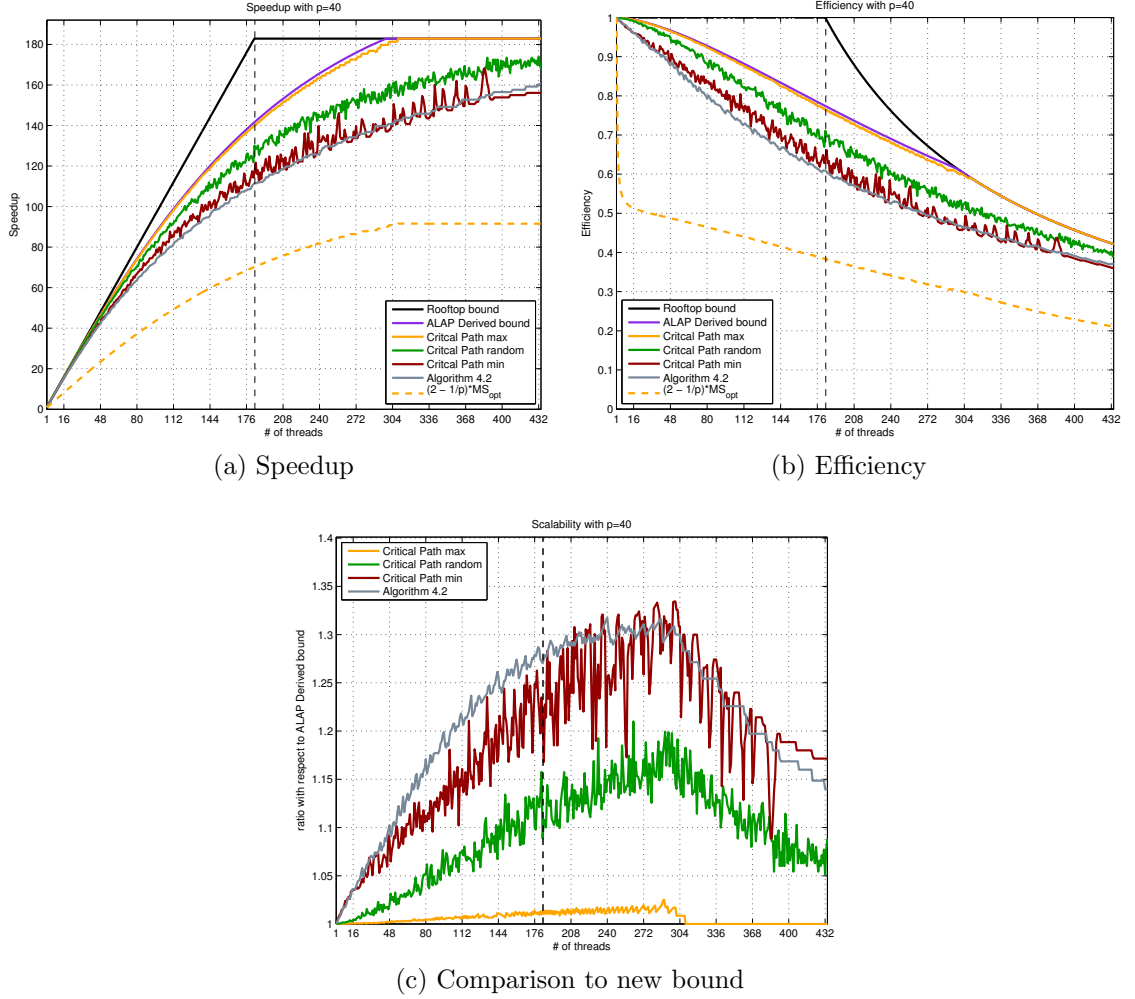 Speedup with p=40
180
160
140
120
100
80
60
40
20
0
Speedup
Rooftop bound
ALAP Derived bound
Critcal Path max
Critcal Path random
Critcal Path min
Algorithm 4.2
(2 − 1/p)*MS_opt
1 16 48 80 112 144 176 208 240 272 304 336 368 400 432
# of threads
(a) Speedup
Efficiency with p=40
1
0.9
0.8
0.7
0.6
0.5
0.4
0.3
0.2
0.1
0
Efficiency
Rooftop bound
ALAP Derived bound
Critcal Path max
Critcal Path random
Critcal Path min
Algorithm 4.2
(2 − 1/p)*MS_opt
1 16 48 80 112 144 176 208 240 272 304 336 368 400 432
# of threads
(b) Efficiency
Scalability with p=40
1.4
1.35
1.3
1.25
1.2
1.15
1.1
1.05
1
ratio with respect to ALAP Derived bound
Critical Path max
Critical Path random
Critical Path min
Algorithm 4.2
1 16 48 80 112 144 176 208 240 272 304 336 368 400 432
# of threads
(c) Comparison to new bound